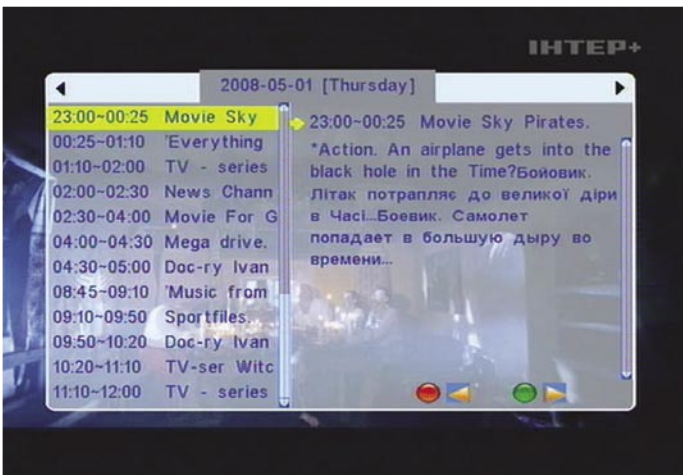 ІНТЕР+
2008-05-01 [Thursday]
23:00~00:25 Movie Sky
00:25~01:10 'Everything
01:10~02:00 TV - series
02:00~02:30 News Chann
02:30~04:00 Movie For G
04:00~04:30 Mega drive.
04:30~05:00 Doc-ry Ivan
08:45~09:10 'Music from
09:10~09:50 Sportfiles.
09:50~10:20 Doc-ry Ivan
10:20~11:10 TV-ser Witc
11:10~12:00 TV - series
23:00~00:25 Movie Sky Pirates.
*Action. An airplane gets into the
black hole in the Time?Бойовик.
Літак потрапляє до великої діри
в Часі...Боевик. Самолет
попадает в большую дыру во
времени...